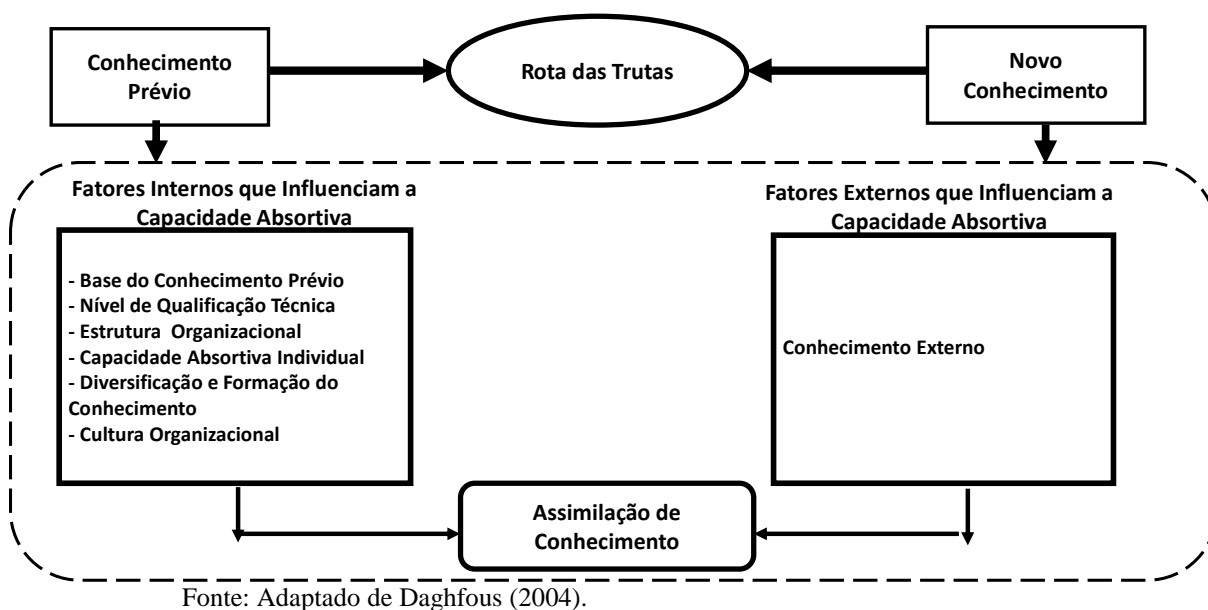 Conhecimento
Prévio
Rota das Trutas
Novo
Conhecimento
Fatores Internos que Influenciam a
Capacidade Absortiva
- Base do Conhecimento Prévio
- Nível de Qualificação Técnica
- Estrutura Organizacional
- Capacidade Absortiva Individual
- Diversificação e Formação do
Conhecimento
- Cultura Organizacional
Fatores Externos que Influenciam a
Capacidade Absortiva
Conhecimento Externo
Assimilação de
Conhecimento
Fonte: Adaptado de Daghfous (2004).